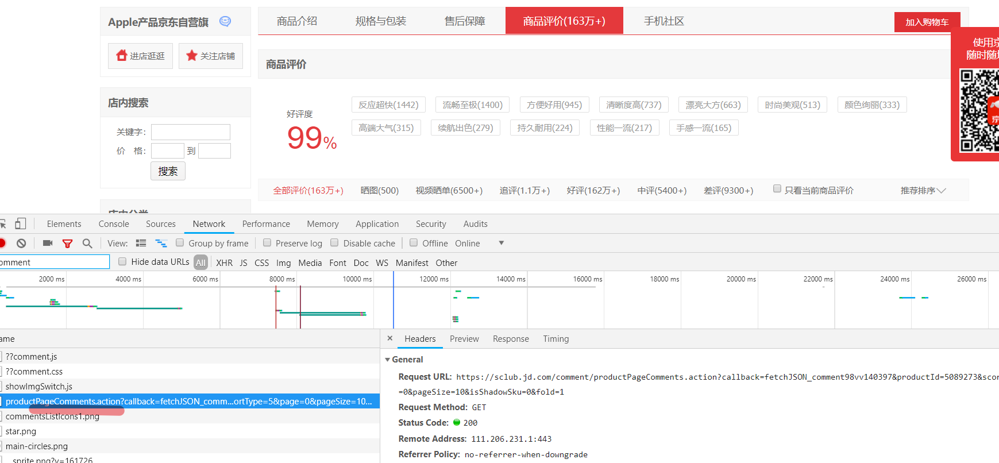 Apple产品京东自营旗
商品介绍 规格与包装 售后保障 商品评价(163万+) 手机社区 加入购物车
使用京
随时随地
进店逛逛 关注店铺
商品评价
店内搜索
关键字:
价 格: 到
搜索
好评度
99%
反应超快(1442) 流畅至极(1400) 方便好用(945) 清晰度高(737) 漂亮大方(663) 时尚美观(513) 颜色绚丽(333)
高端大气(315) 续航出色(279) 持久耐用(224) 性能一流(217) 手感一流(165)
京
全部评价(163万+) 晒图(500) 视频晒单(6500+) 追评(1.1万+) 好评(162万+) 中评(5400+) 差评(9300+) 只看当前商品评价 推荐排序
店内分类
Elements Console Sources Network Performance Memory Application Security Audits
View: Group by frame Preserve log Disable cache Offline Online
omment Hide data URLs All XHR JS CSS Img Media Font Doc WS Manifest Other
2000 ms 4000 ms 6000 ms 8000 ms 10000 ms 12000 ms 14000 ms 16000 ms 18000 ms 20000 ms 22000 ms 24000 ms 26000 ms
ame
??comment.js
??comment.css
showImgSwitch.js
productPageComments.action?callback=fetchJSON_comm...ortType=5&page=0&pageSize=10...
commentsListIcons1.png
star.png
main-circles.png
sprite.png?v=161726
× Headers Preview Response Timing
General
Request URL: https://sclub.jd.com/comment/productPageComments.action?callback=fetchJSON_comment98vv140397&productId=5089273&scor
=0&pageSize=10&isShadowSku=0&fold=1
Request Method: GET
Status Code: 200
Remote Address: 111.206.231.1:443
Referrer Policy: no-referrer-when-downgrade